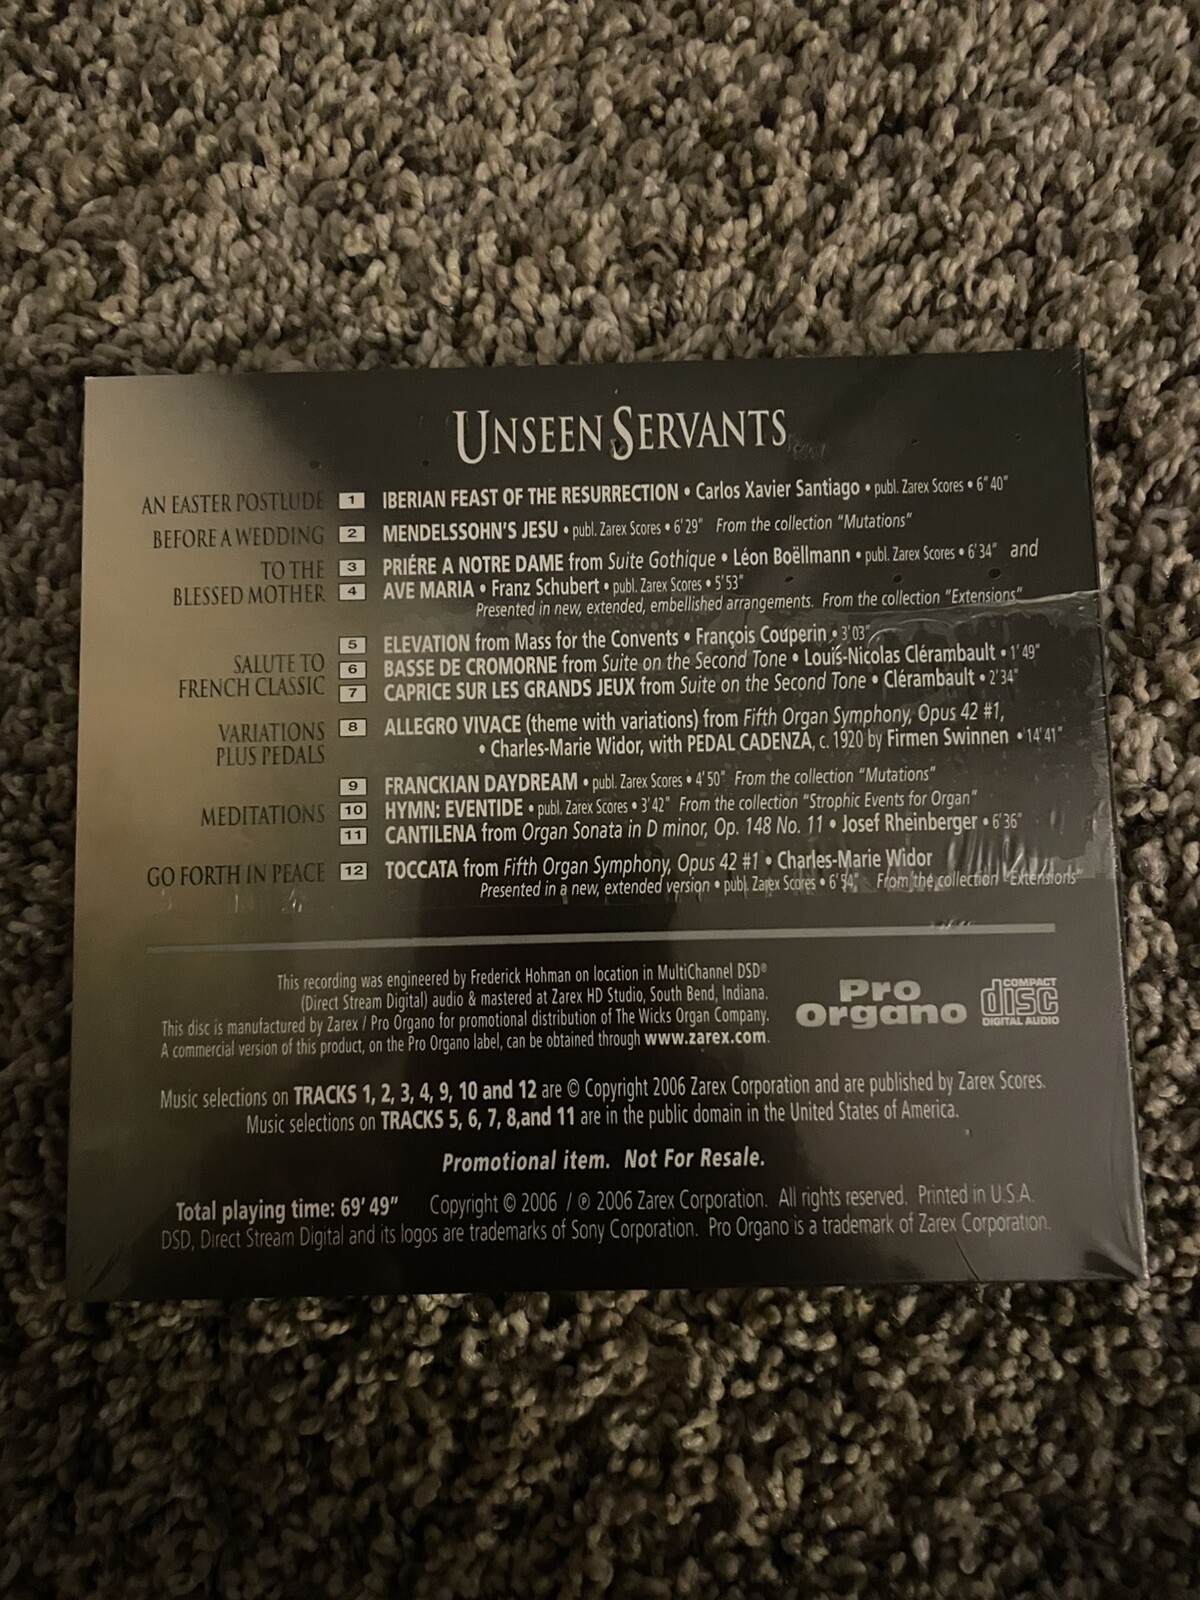 UNSEEN SERVANTS
AN EASTER POSTLUDE 1 IBERIAN FEAST OF THE RESURRECTION • Carlos Xavier Santiago • publ. Zarex Scores • 6" 40"
BEFORE A WEDDING 2 MENDELSSOHN'S JESU • publ. Zarex Scores • 6'29" From the collection "Mutations"
TO THE 3 PRIÉRE A NOTRE DAME from Suite Gothique • Léon Boëllmann • publ. Zarex Scores • 6'34" and
BLESSED MOTHER 4 AVE MARIA • Franz Schubert • publ. Zarex Scores • 5'53"
Presented in new, extended, embellished arrangements. From the collection "Extensions"
5 ELEVATION from Mass for the Convents • François Couperin • 3'03"
SALUTE TO 6 BASSE DE CROMORNE from Suite on the Second Tone • Louis-Nicolas Clérambault • 1'49"
FRENCH CLASSIC 7 CAPRICE SUR LES GRANDS JEUX from Suite on the Second Tone • Clérambault • 2'34"
VARIATIONS 8 ALLEGRO VIVACE (theme with variations) from Fifth Organ Symphony, Opus 42 #1,
PLUS PEDALS • Charles-Marie Widor, with PEDAL CADENZA, c. 1920 by Firmen Swinnen • 14'41"
9 FRANCKIAN DAYDREAM • publ. Zarex Scores • 4'50" From the collection "Mutations"
MEDITATIONS 10 HYMN: EVENTIDE • publ. Zarex Scores • 3'42" From the collection "Strophic Events for Organ"
11 CANTILENA from Organ Sonata in D minor, Op. 148 No. 11 • Josef Rheinberger • 6'36"
GO FORTH IN PEACE 12 TOCCATA from Fifth Organ Symphony, Opus 42 #1 • Charles-Marie Widor
Presented in a new, extended version • publ. Zarex Scores • 6'54" From the collection "Extensions"
This recording was engineered by Frederick Hohman on location in MultiChannel DSD®
(Direct Stream Digital) audio & mastered at Zarex HD Studio, South Bend, Indiana.
This disc is manufactured by Zarex / Pro Organo for promotional distribution of The Wicks Organ Company.
A commercial version of this product, on the Pro Organo label, can be obtained through www.zarex.com.
Pro
Organo
COMPACT
disc
DIGITAL AUDIO
Music selections on TRACKS 1, 2, 3, 4, 9, 10 and 12 are © Copyright 2006 Zarex Corporation and are published by Zarex Scores.
Music selections on TRACKS 5, 6, 7, 8,and 11 are in the public domain in the United States of America.
Promotional item. Not For Resale.
Total playing time: 69' 49" Copyright © 2006 / ℗ 2006 Zarex Corporation. All rights reserved. Printed in U.S.A.
DSD, Direct Stream Digital and its logos are trademarks of Sony Corporation. Pro Organo is a trademark of Zarex Corporation.